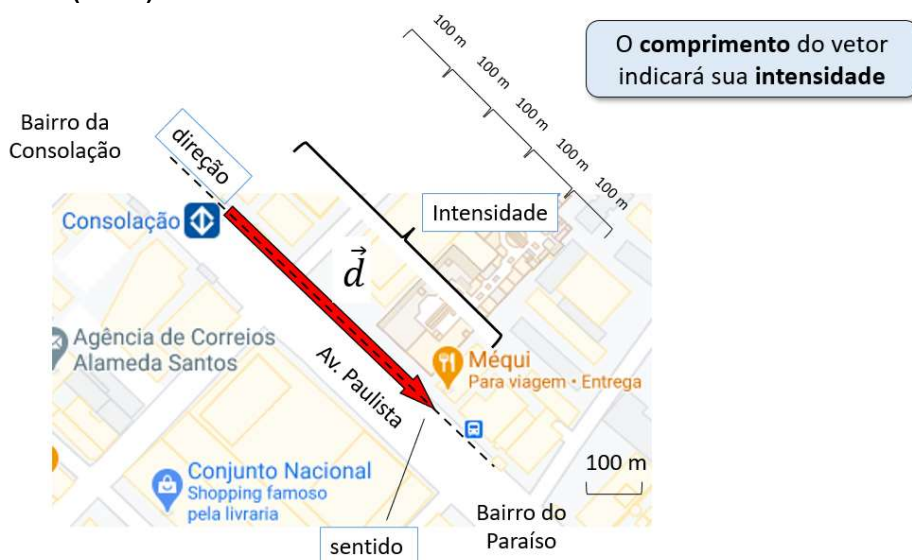 100 m
100 m
100 m
100 m
100 m
O comprimento do vetor
indicará sua intensidade
Bairro da
Consolação
direção
Consolação
Intensidade
d
Agência de Correios
Alameda Santos
Av. Paulista
Méqui
Para viagem • Entrega
100 m
Conjunto Nacional
Shopping famoso
pela livraria
sentido
Bairro do
Paraíso